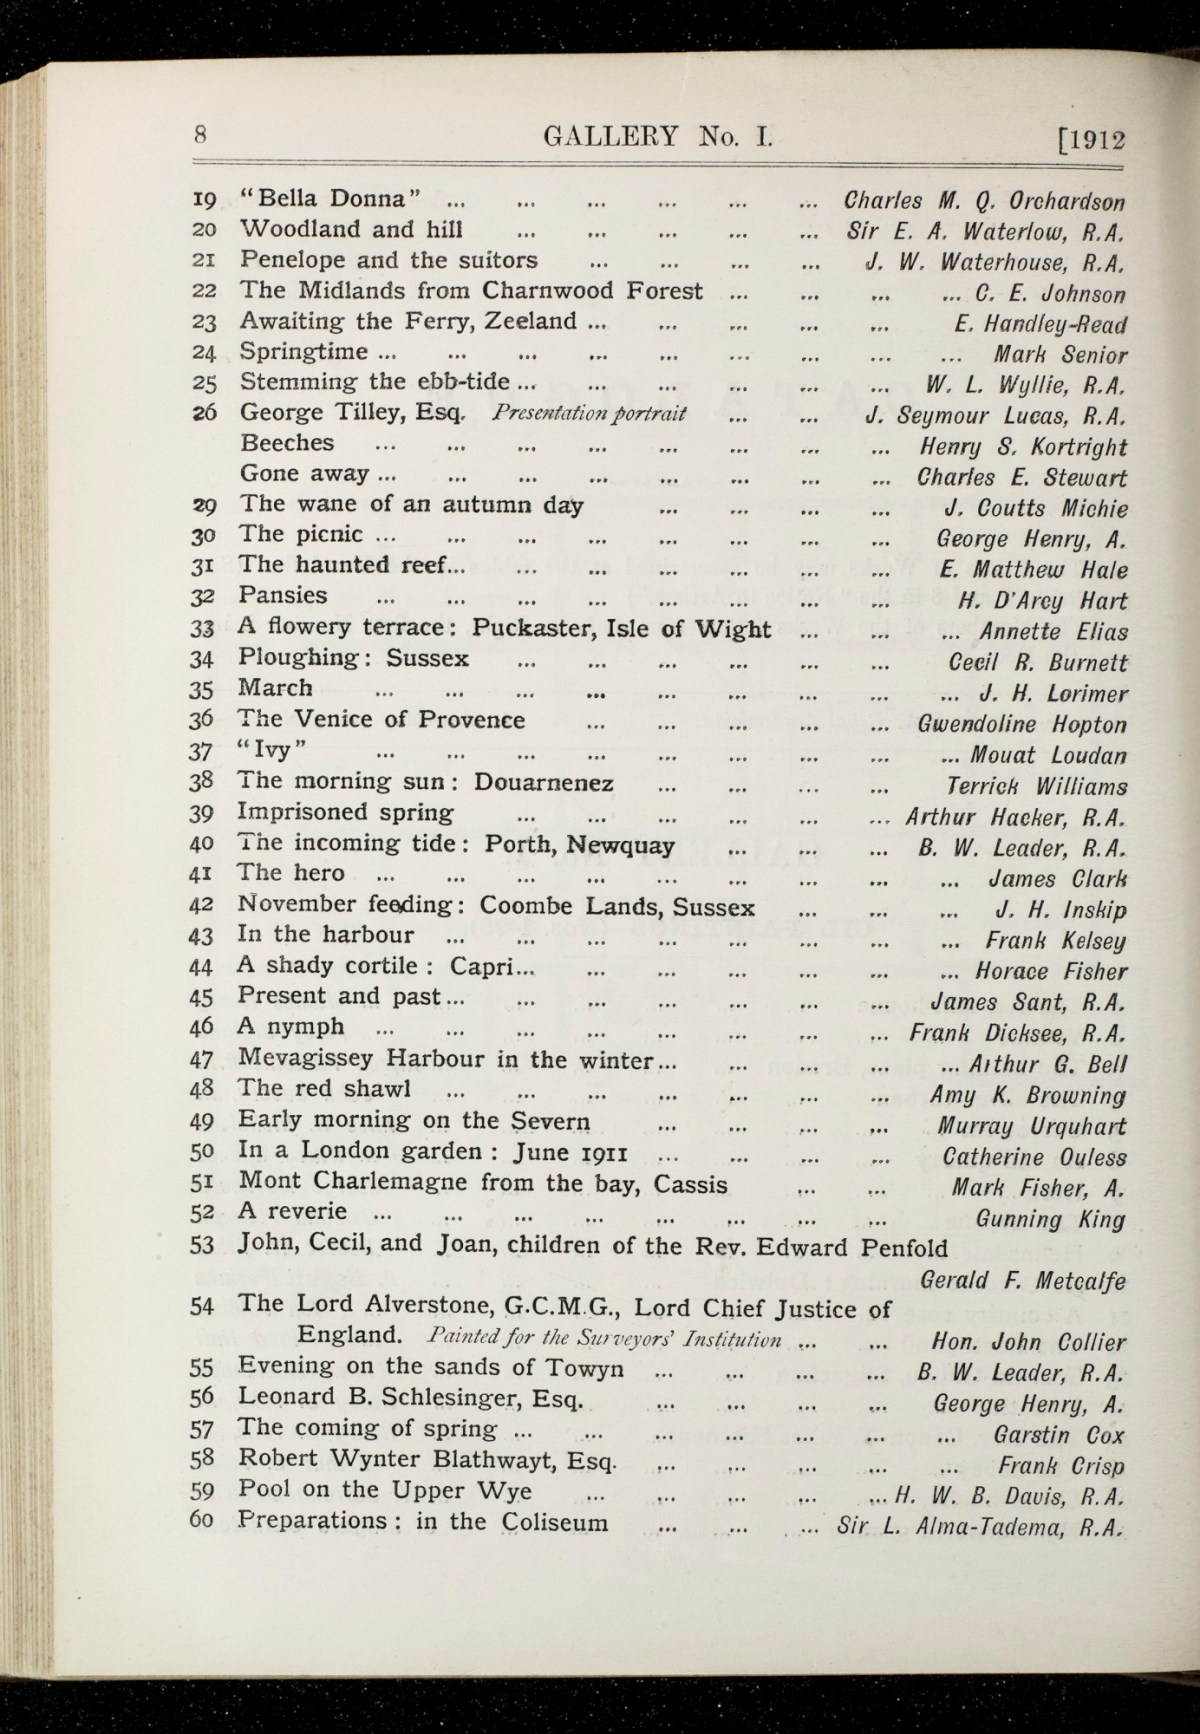 8 GALLERY No. I. [1912
19 “Bella Donna” ... ... ... ... ... ... Charles M. Q. Orchardson
20 Woodland and hill ... ... ... ... ... Sir E. A. Waterlow, R.A.
21 Penelope and the suitors ... ... ... ... J. W. Waterhouse, R.A.
22 The Midlands from Charnwood Forest ... ... ... ... C. E. Johnson
23 Awaiting the Ferry, Zeeland ... ... ... ... ... E. Handley-Read
24 Springtime ... ... ... ... ... ... ... ... ... Mark Senior
25 Stemming the ebb-tide ... ... ... ... ... ... W. L. Wyllie, R.A.
26 George Tilley, Esq. Presentation portrait ... ... J. Seymour Lucas, R.A.
Beeches ... ... ... ... ... ... ... ... Henry S. Kortright
Gone away ... ... ... ... ... ... ... ... Charles E. Stewart
29 The wane of an autumn day ... ... ... ... J. Coutts Michie
30 The picnic ... ... ... ... ... ... ... ... George Henry, A.
31 The haunted reef... ... ... ... ... ... ... E. Matthew Hale
32 Pansies ... ... ... ... ... ... ... ... H. D'Arcy Hart
33 A flowery terrace: Puckaster, Isle of Wight ... ... ... Annette Elias
34 Ploughing: Sussex ... ... ... ... ... ... Cecil R. Burnett
35 March ... ... ... ... ... ... ... ... ... J. H. Lorimer
36 The Venice of Provence ... ... ... ... ... Gwendoline Hopton
37 “Ivy” ... ... ... ... ... ... ... ... ... Mouat Loudan
38 The morning sun: Douarnenez ... ... ... ... Terrick Williams
39 Imprisoned spring ... ... ... ... ... ... Arthur Hacker, R.A.
40 The incoming tide: Porth, Newquay ... ... ... B. W. Leader, R.A.
41 The hero ... ... ... ... ... ... ... ... ... James Clark
42 November feeding: Coombe Lands, Sussex ... ... ... J. H. Inskip
43 In the harbour ... ... ... ... ... ... ... ... Frank Kelsey
44 A shady cortile: Capri... ... ... ... ... ... ... Horace Fisher
45 Present and past... ... ... ... ... ... ... James Sant, R.A.
46 A nymph ... ... ... ... ... ... ... ... Frank Dicksee, R.A.
47 Mevagissey Harbour in the winter... ... ... ... ... Arthur G. Bell
48 The red shawl ... ... ... ... ... ... ... Amy K. Browning
49 Early morning on the Severn ... ... ... ... Murray Urquhart
50 In a London garden: June 1911 ... ... ... ... Catherine Ouless
51 Mont Charlemagne from the bay, Cassis ... ... Mark Fisher, A.
52 A reverie ... ... ... ... ... ... ... ... Gunning King
53 John, Cecil, and Joan, children of the Rev. Edward Penfold
Gerald F. Metcalfe
54 The Lord Alverstone, G.C.M.G., Lord Chief Justice of
England. Painted for the Surveyors' Institution ... ... Hon. John Collier
55 Evening on the sands of Towyn ... ... ... ... B. W. Leader, R.A.
56 Leonard B. Schlesinger, Esq. ... ... ... ... George Henry, A.
57 The coming of spring ... ... ... ... ... ... ... Garstin Cox
58 Robert Wynter Blathwayt, Esq. ... ... ... ... ... Frank Crisp
59 Pool on the Upper Wye ... ... ... ... ... H. W. B. Davis, R.A.
60 Preparations: in the Coliseum ... ... ... Sir L. Alma-Tadema, R.A.